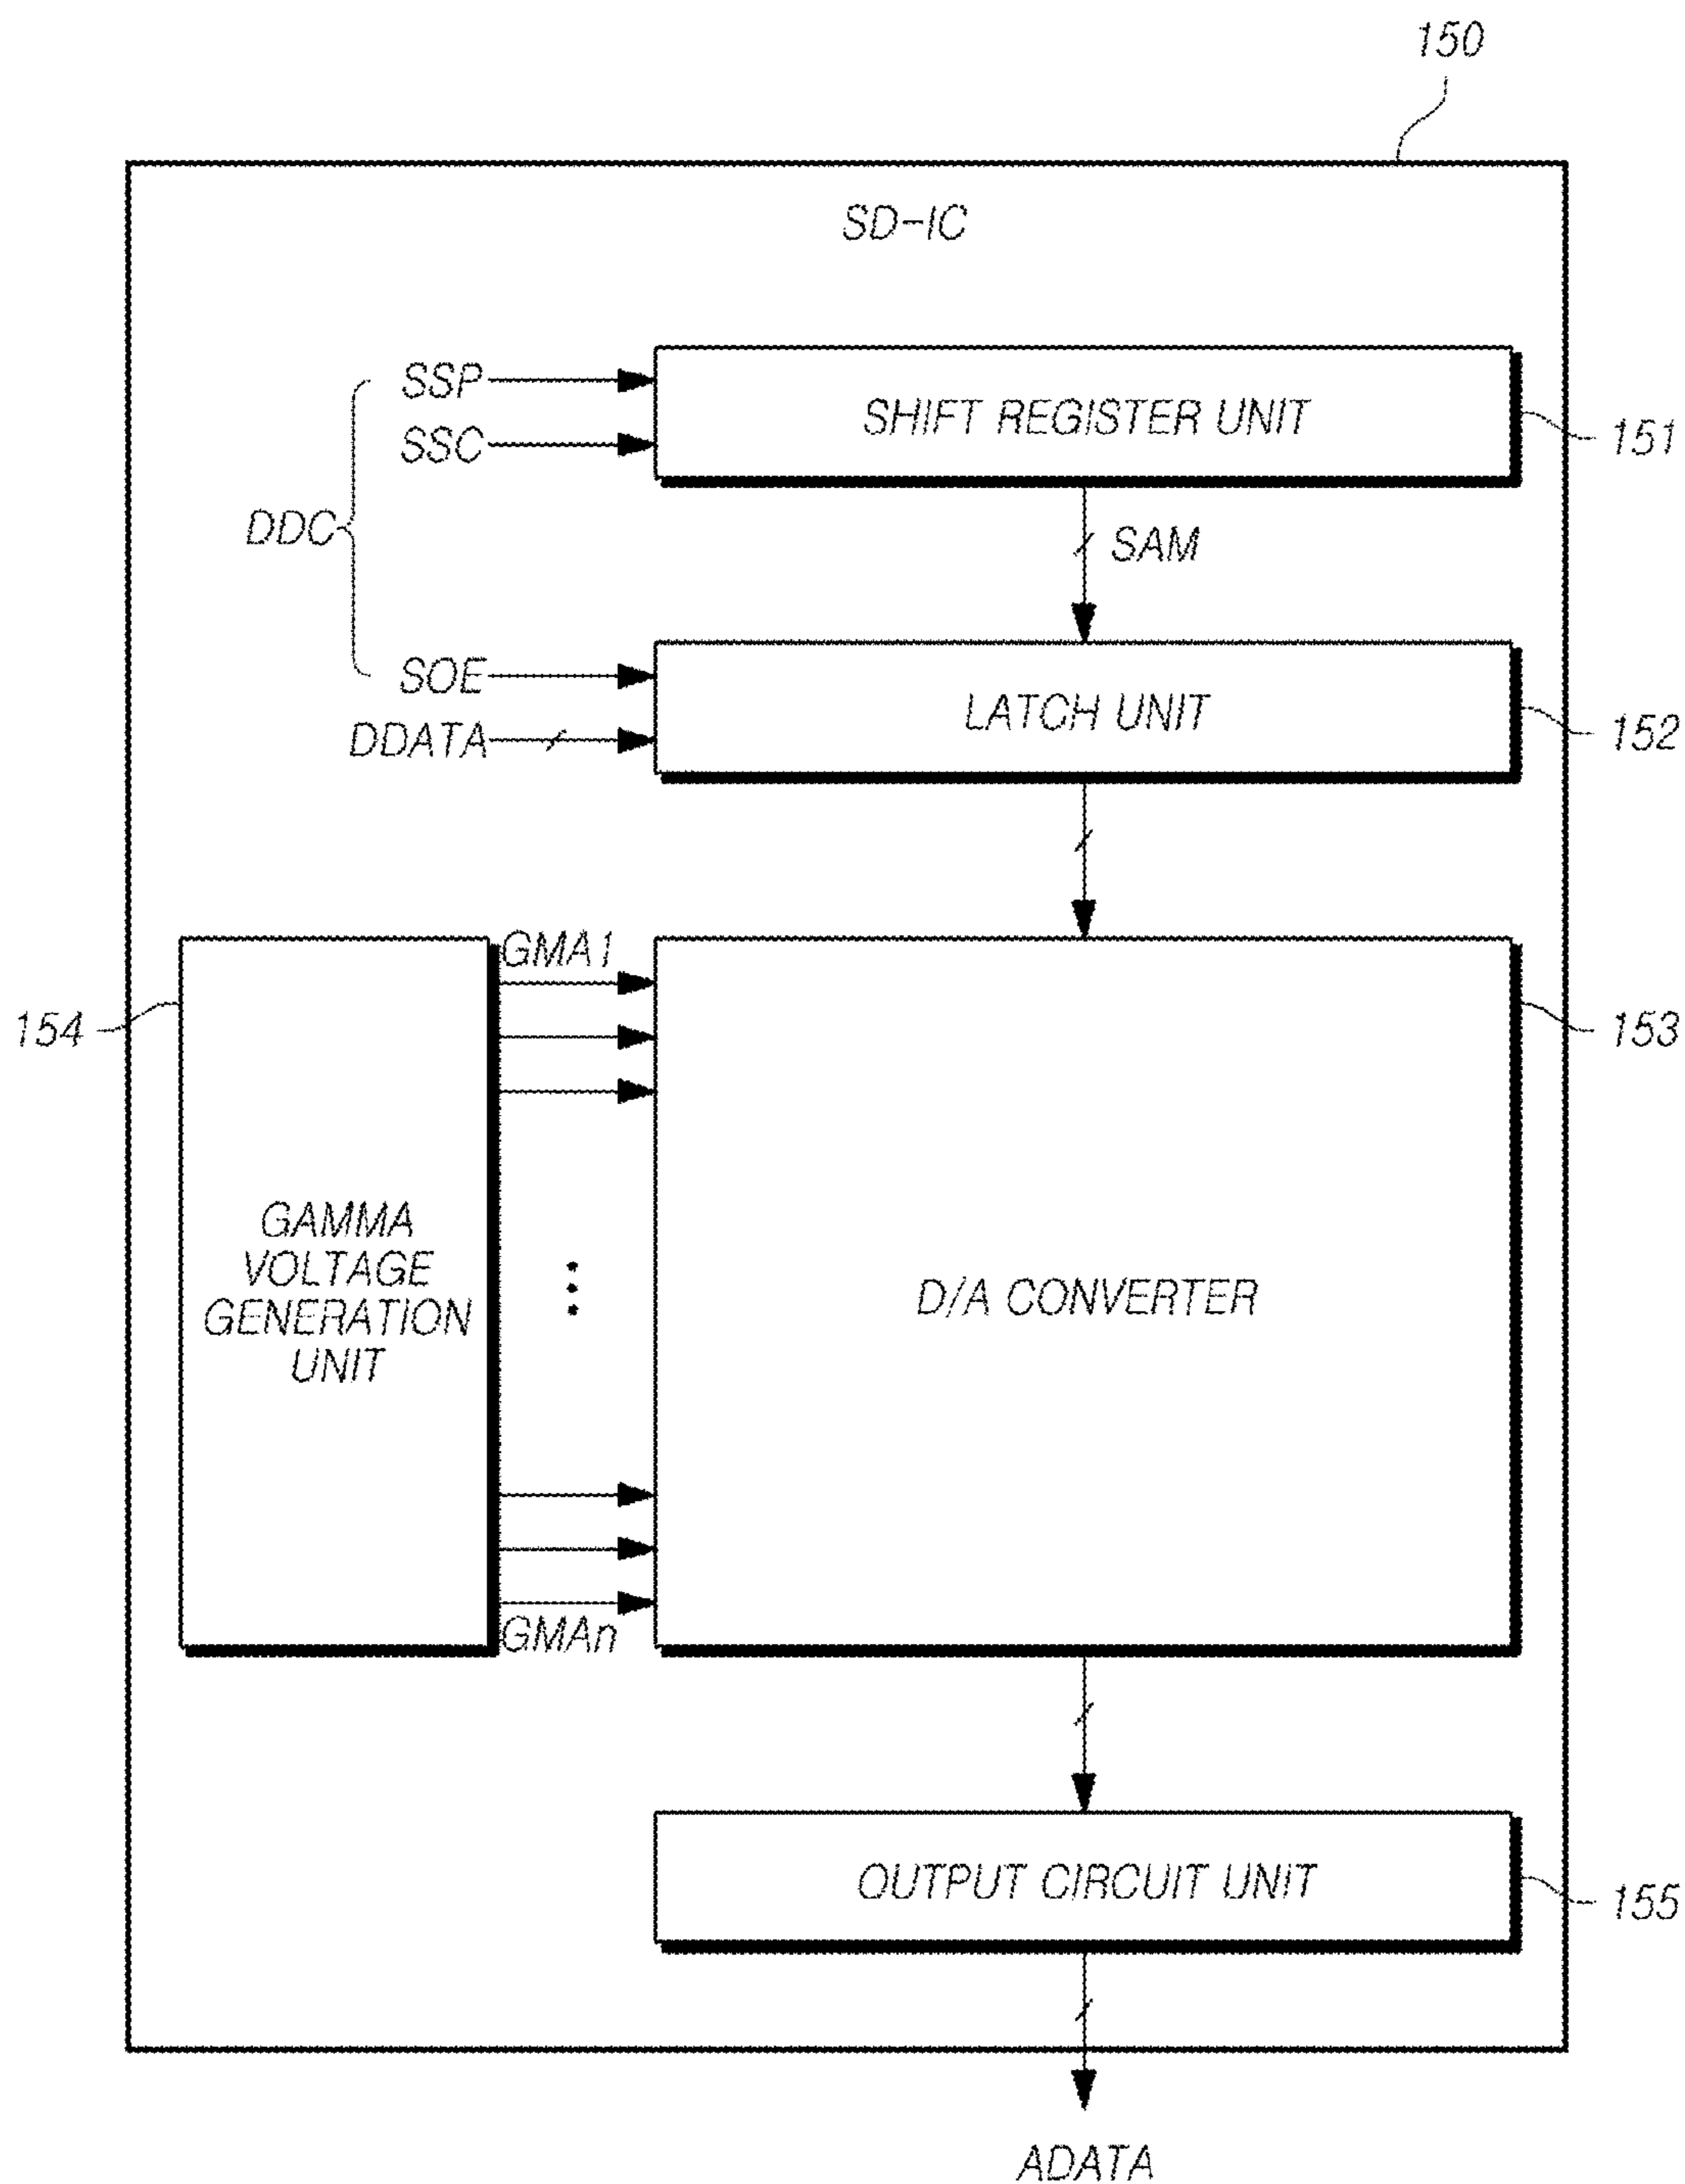 150
SD-IC
SSP
SHIFT REGISTER UNIT
SSC
151
DDC
SAM
SOE
LATCH UNIT
152
DDATA
GMA1
154
153
GAMMA
VOLTAGE
GENERATION
UNIT
D/A CONVERTER
GMAn
OUTPUT CIRCUIT UNIT
155
ADATA